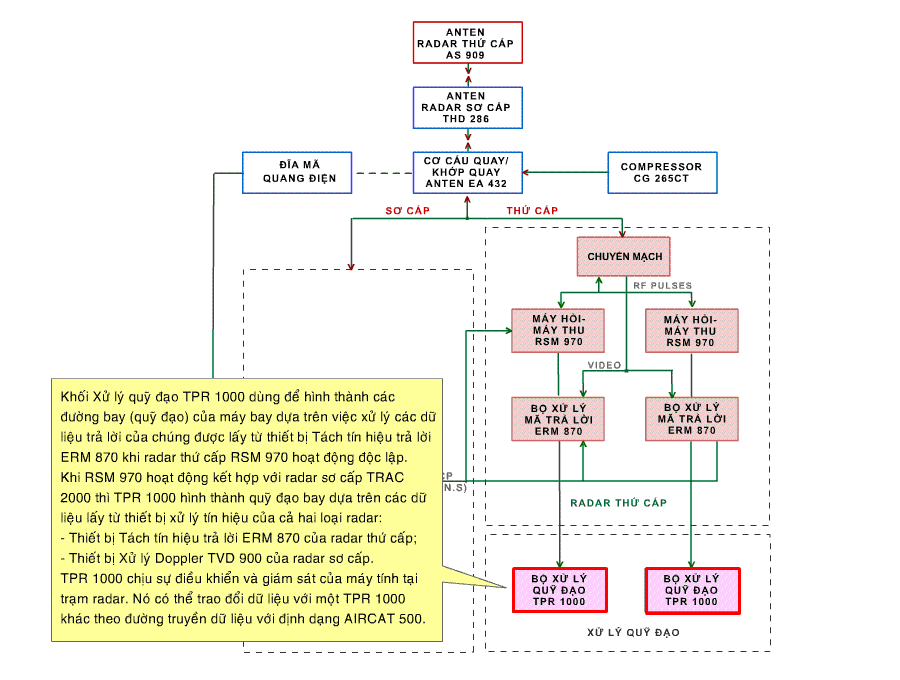 ANTEN
RADAR THỨ CẤP
AS 909
ANTEN
RADAR SƠ CẤP
THD 286
ĐĨA MÃ
QUANG ĐIỆN
CƠ CẤU QUAY/
KHỚP QUAY
ANTEN EA 432
COMPRESSOR
CG 265CT
SƠ CẤP
THỨ CẤP
CHUYỂN MẠCH
RF PULSES
MÁY HỎI-
MÁY THU
RSM 970
MÁY HỎI-
MÁY THU
RSM 970
VIDEO
BỘ XỬ LÝ
MÃ TRẢ LỜI
ERM 870
BỘ XỬ LÝ
MÃ TRẢ LỜI
ERM 870
Khối Xử lý quỹ đạo TPR 1000 dùng để hình thành các
đường bay (quỹ đạo) của máy bay dựa trên việc xử lý các dữ
liệu trả lời của chúng được lấy từ thiết bị Tách tín hiệu trả lời
ERM 870 khi radar thứ cấp RSM 970 hoạt động độc lập.
Khi RSM 970 hoạt động kết hợp với radar sơ cấp TRAC
2000 thì TPR 1000 hình thành quỹ đạo bay dựa trên các dữ
liệu lấy từ thiết bị xử lý tín hiệu của cả hai loại radar:
- Thiết bị Tách tín hiệu trả lời ERM 870 của radar thứ cấp;
- Thiết bị Xử lý Doppler TVD 900 của radar sơ cấp.
TPR 1000 chịu sự điều khiển và giám sát của máy tính tại
trạm radar. Nó có thể trao đổi dữ liệu với một TPR 1000
khác theo đường truyền dữ liệu với định dạng AIRCAT 500.
CP
N.S)
RADAR THỨ CẤP
BỘ XỬ LÝ
QUỸ ĐẠO
TPR 1000
BỘ XỬ LÝ
QUỸ ĐẠO
TPR 1000
XỬ LÝ QUỸ ĐẠO